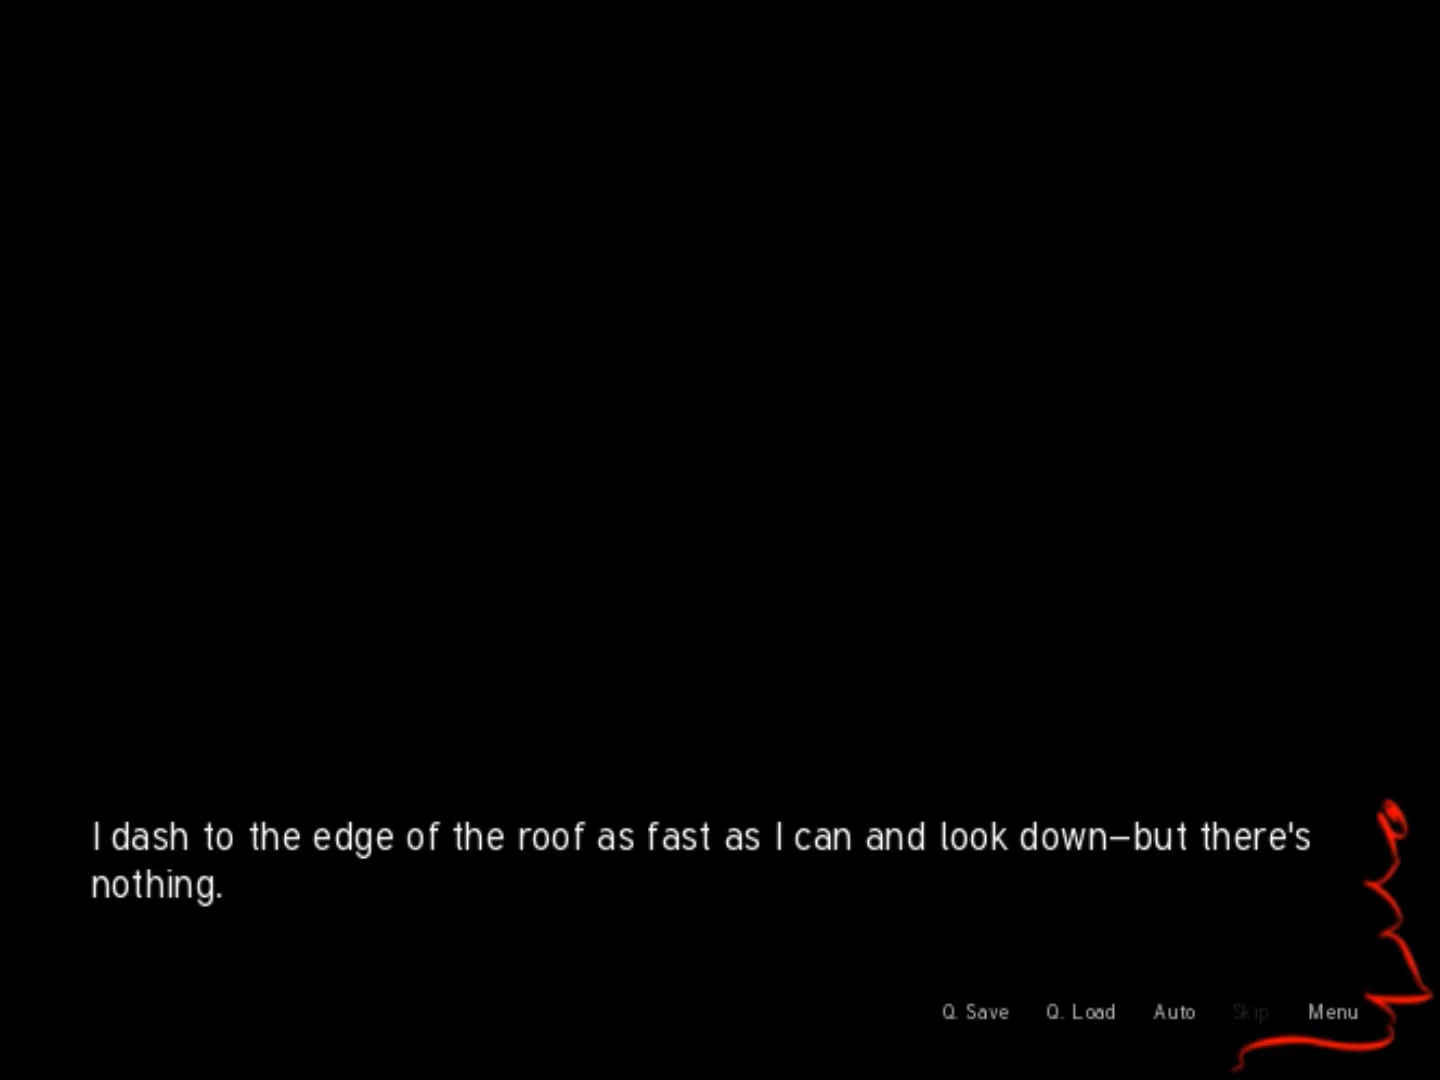 I dash to the edge of the roof as fast as I can and look down—but there's
nothing.
Q. Save Q. Load Auto Skip Menu